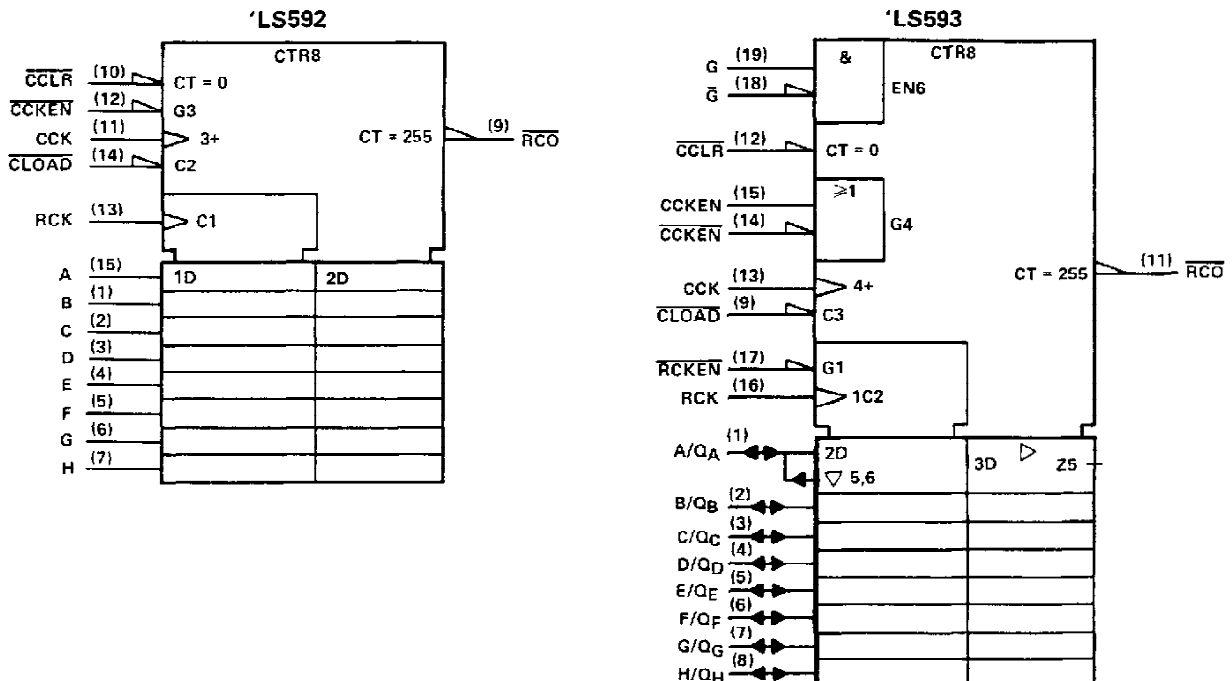 'LS592
CTR8
CCLR (10) CT = 0
CCKEN (12) G3
CCK (11) 3+ CT = 255 (9) RCO
CLOAD (14) C2
RCK (13) C1
A (15) 1D 2D
B (1)
C (2)
D (3)
E (4)
F (5)
G (6)
H (7)
'LS593
& CTR8
G (19)
G̅ (18) EN6
CCLR (12) CT = 0
≥1
CCKEN (15)
CCKEN (14) G4
CCK (13) 4+ CT = 255 (11) RCO
CLOAD (9) C3
RCKEN (17) G1
RCK (16) 1C2
A/QA (1) 2D 3D ▷ Z5
▽ 5,6
B/QB (2)
C/QC (3)
D/QD (4)
E/QE (5)
F/QF (6)
G/QG (7)
H/QH (8)